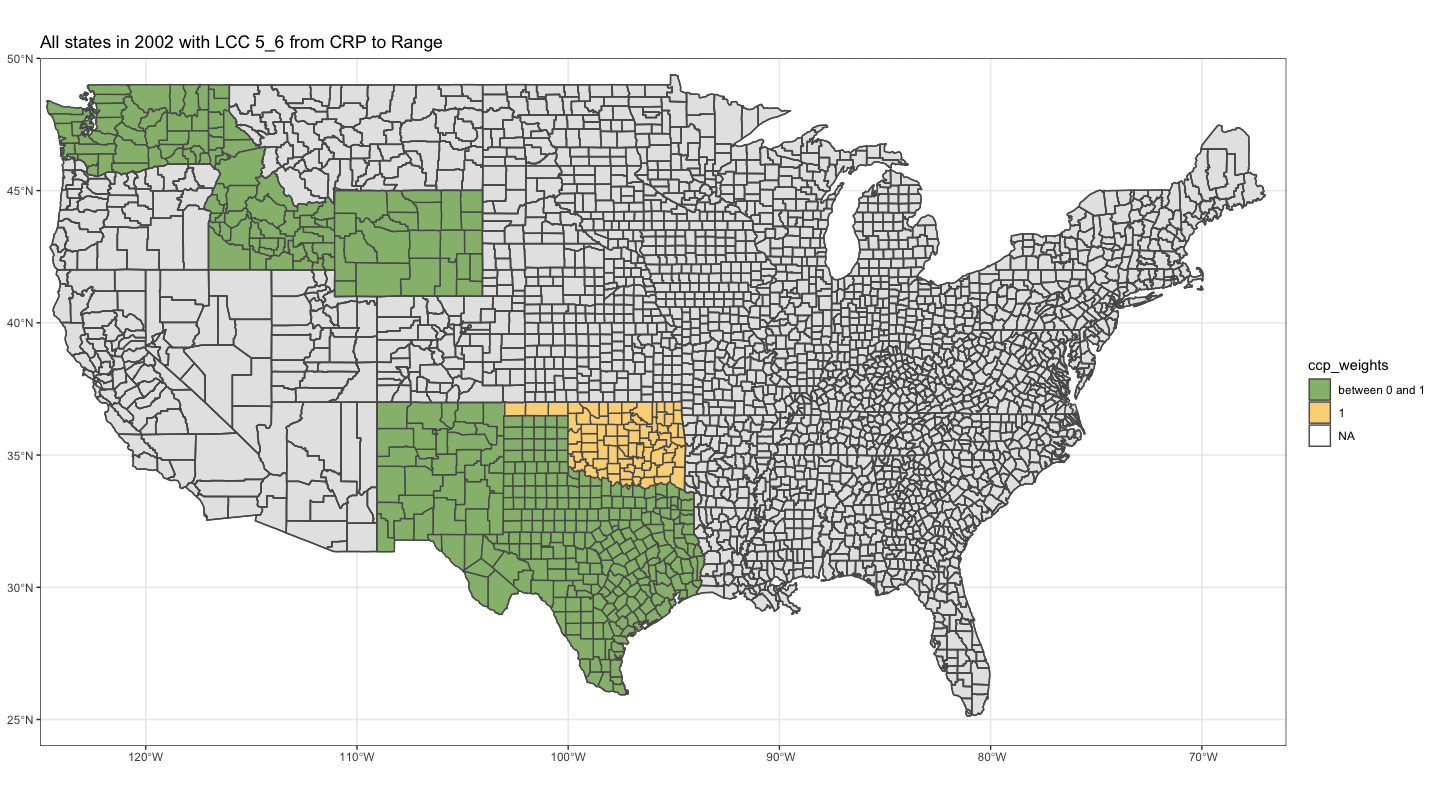 All states in 2002 with LCC 5_6 from CRP to Range
50°N
45°N
40°N
35°N
30°N
25°N
120°W
110°W
100°W
90°W
80°W
70°W
ccp_weights
between 0 and 1
1
NA